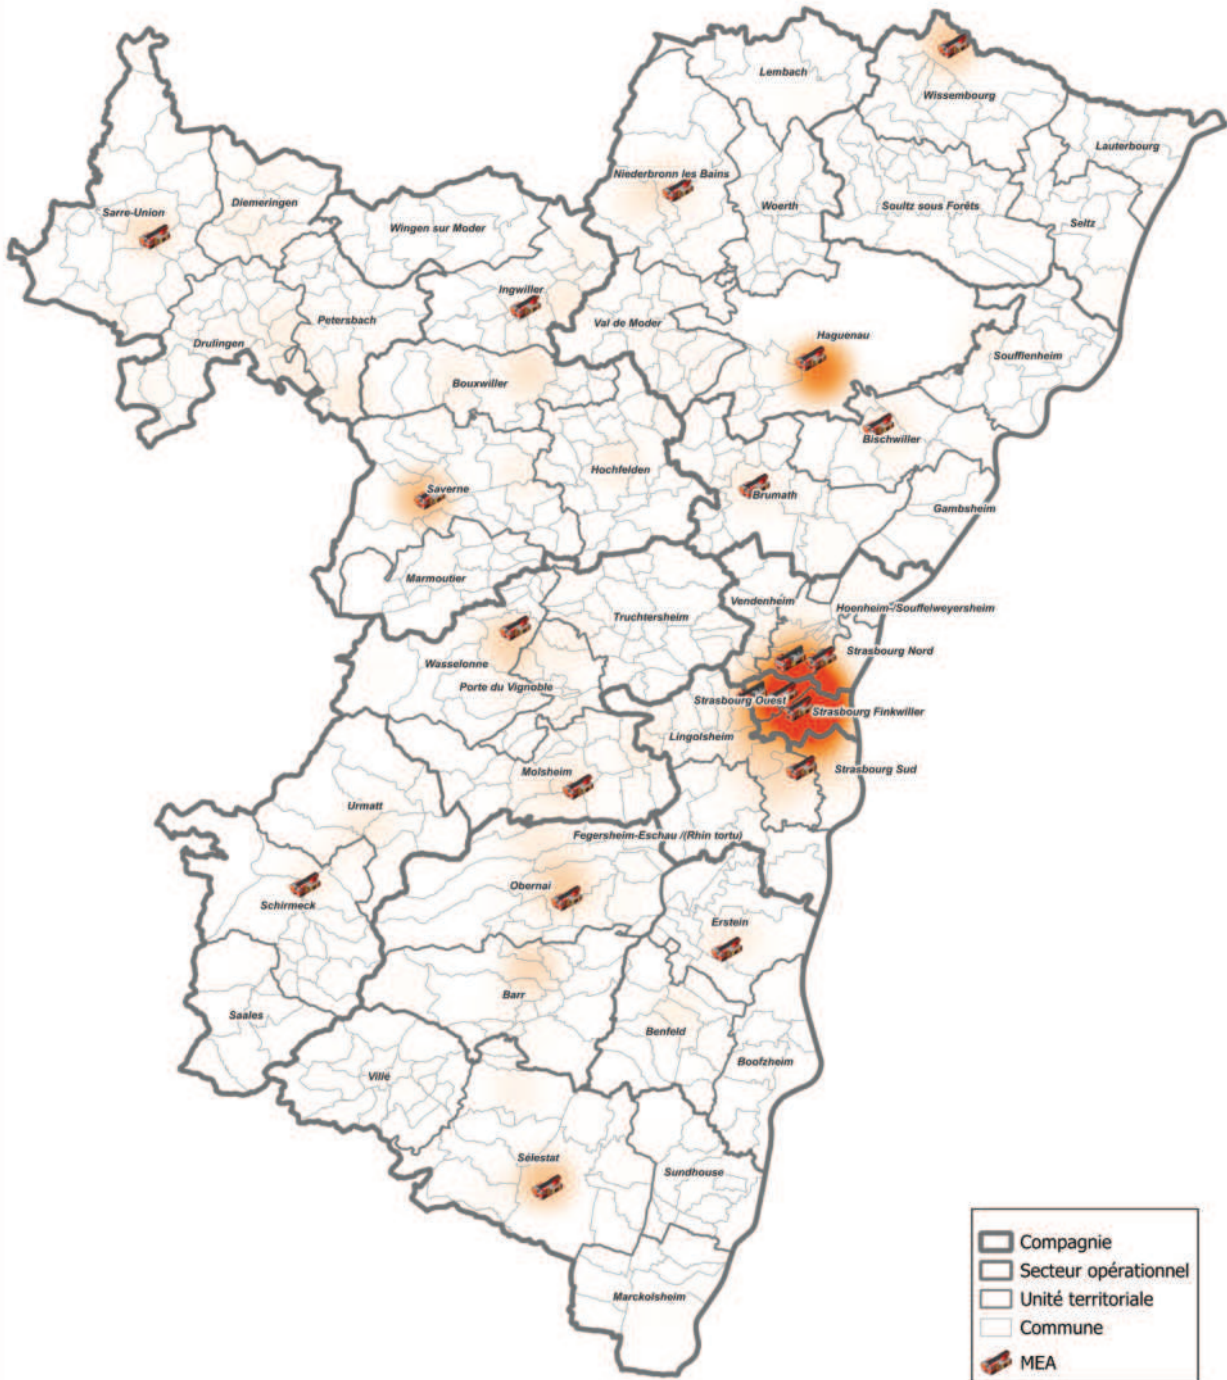 Lembach
Wissembourg
Lauterbourg
Niederbronn les Bains
Woerth
Soultz sous Forêts
Seltz
Sarre-Union
Diemeringen
Wingen sur Moder
Ingwiller
Petersbach
Val de Moder
Haguenau
Drulingen
Soufflenheim
Bouxwiller
Bischwiller
Hochfelden
Saverne
Brumath
Gambsheim
Marmoutier
Vendenheim
Hoenheim-/Souffelweyersheim
Truchtersheim
Strasbourg Nord
Wasselonne
Porte du Vignoble
Strasbourg Ouest
Strasbourg Finkwiller
Lingolsheim
Molsheim
Strasbourg Sud
Urmatt
Fegersheim-Eschau /(Rhin tortu)
Obernai
Schirmeck
Erstein
Barr
Saales
Benfeld
Boofzheim
Villé
Sélestat
Sundhouse
Marckolsheim
Compagnie
Secteur opérationnel
Unité territoriale
Commune
MEA